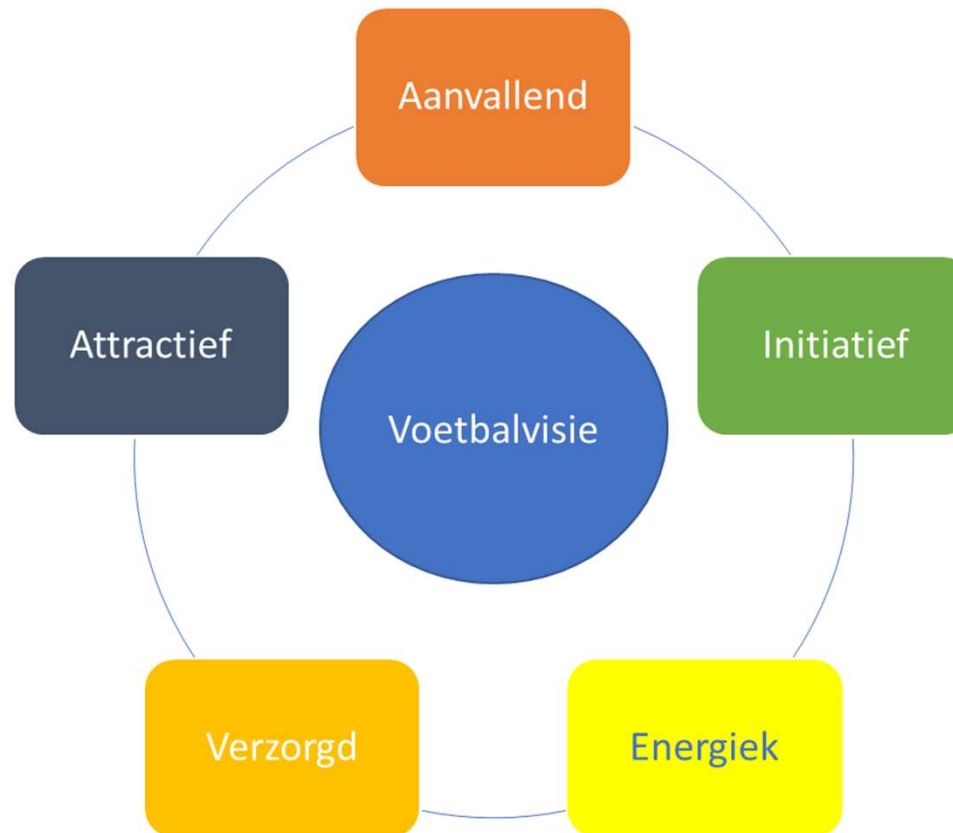 Aanvallend
Attractief
Initiatief
Voetbalvisie
Verzorgd
Energiek